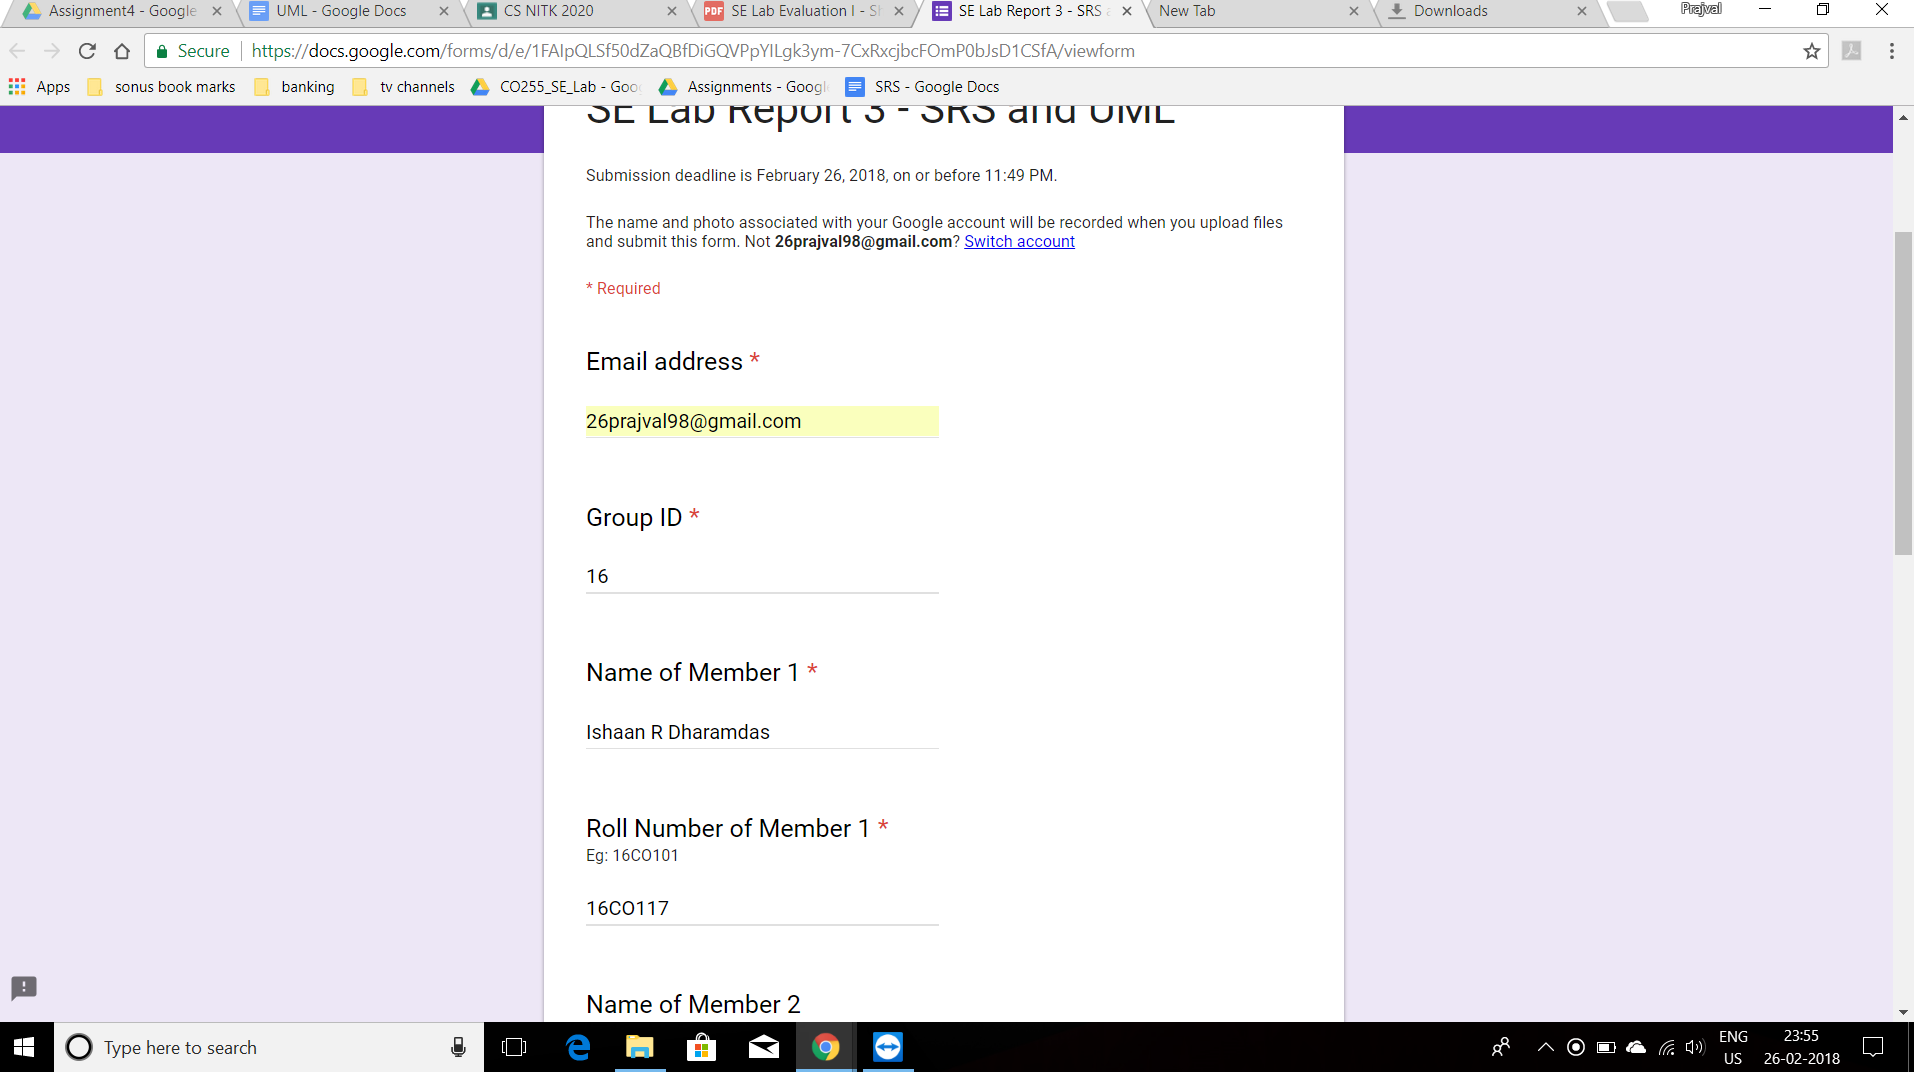 Assignment4 - Google
UML - Google Docs
CS NITK 2020
PDF
SE Lab Evaluation I - Sh
SE Lab Report 3 - SRS a
New Tab
Downloads
Prajval
Secure
https://docs.google.com/forms/d/e/1FAIpQLSf50dZaQBfDiGQVPpYILgk3ym-7CxRxcjbcFOmP0bJsD1CSfA/viewform
Apps
sonus book marks
banking
tv channels
CO255_SE_Lab - Goo
Assignments - Googl
SRS - Google Docs
SE Lab Report 3 - SRS and UML
Submission deadline is February 26, 2018, on or before 11:49 PM.
The name and photo associated with your Google account will be recorded when you upload files
and submit this form. Not 26prajval98@gmail.com? Switch account
* Required
Email address *
26prajval98@gmail.com
Group ID *
16
Name of Member 1 *
Ishaan R Dharamdas
Roll Number of Member 1 *
Eg: 16CO101
16CO117
Name of Member 2
Type here to search
ENG
US
23:55
26-02-2018